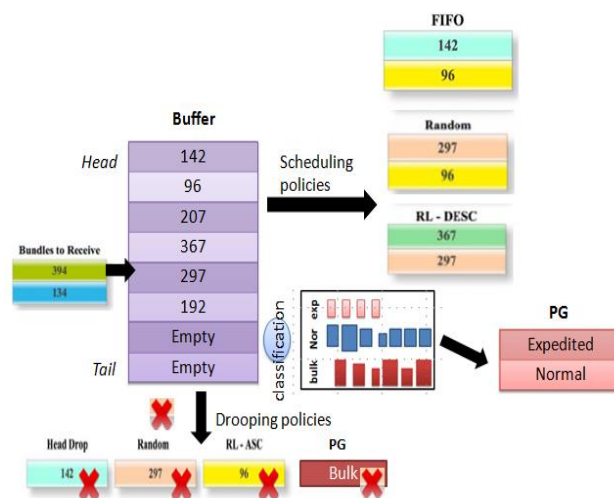 FIFO
142
96
Buffer
Head
142
96
207
367
297
192
Empty
Empty
Tail
Scheduling
policies
Random
297
96
RL - DESC
367
297
Bundles to Receive
394
134
classification
exp
Nor
bulk
PG
Expedited
Normal
Drooping policies
Head Drop
142
Random
297
RL - ASC
96
PG
Bulk